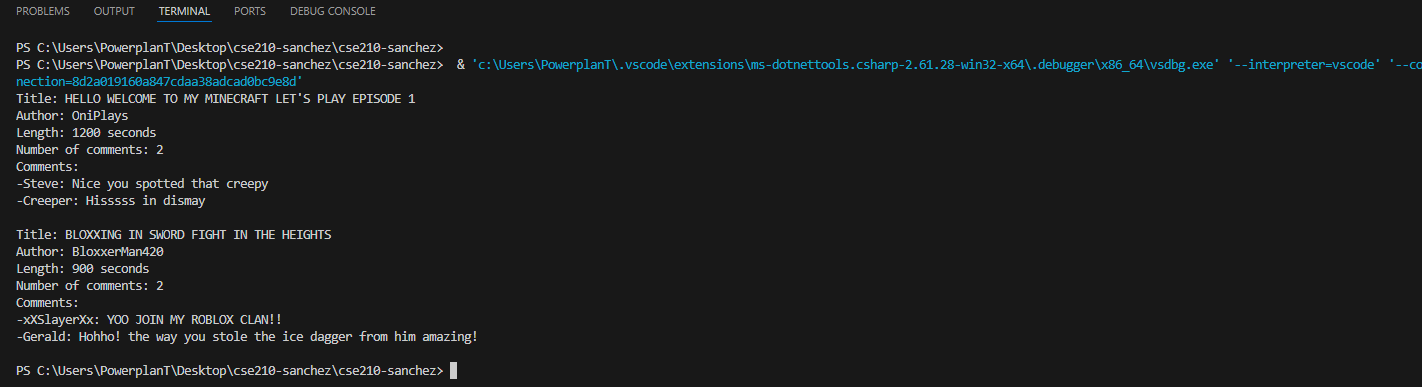 PROBLEMS OUTPUT TERMINAL PORTS DEBUG CONSOLE
PS C:\Users\PowerplanT\Desktop\cse210-sanchez\cse210-sanchez>
PS C:\Users\PowerplanT\Desktop\cse210-sanchez\cse210-sanchez>  & 'c:\Users\PowerplanT\.vscode\extensions\ms-dotnettools.csharp-2.61.28-win32-x64\.debugger\x86_64\vsdbg.exe' '--interpreter=vscode' '--co
nection=8d2a019160a847cdaa38adcad0bc9e8d'
Title: HELLO WELCOME TO MY MINECRAFT LET'S PLAY EPISODE 1
Author: OniPlays
Length: 1200 seconds
Number of comments: 2
Comments:
-Steve: Nice you spotted that creepy
-Creeper: Hisssss in dismay
Title: BLOXXING IN SWORD FIGHT IN THE HEIGHTS
Author: BloxxerMan420
Length: 900 seconds
Number of comments: 2
Comments:
-xXSlayerXx: YOO JOIN MY ROBLOX CLAN!!
-Gerald: Hohho! the way you stole the ice dagger from him amazing!
PS C:\Users\PowerplanT\Desktop\cse210-sanchez\cse210-sanchez>